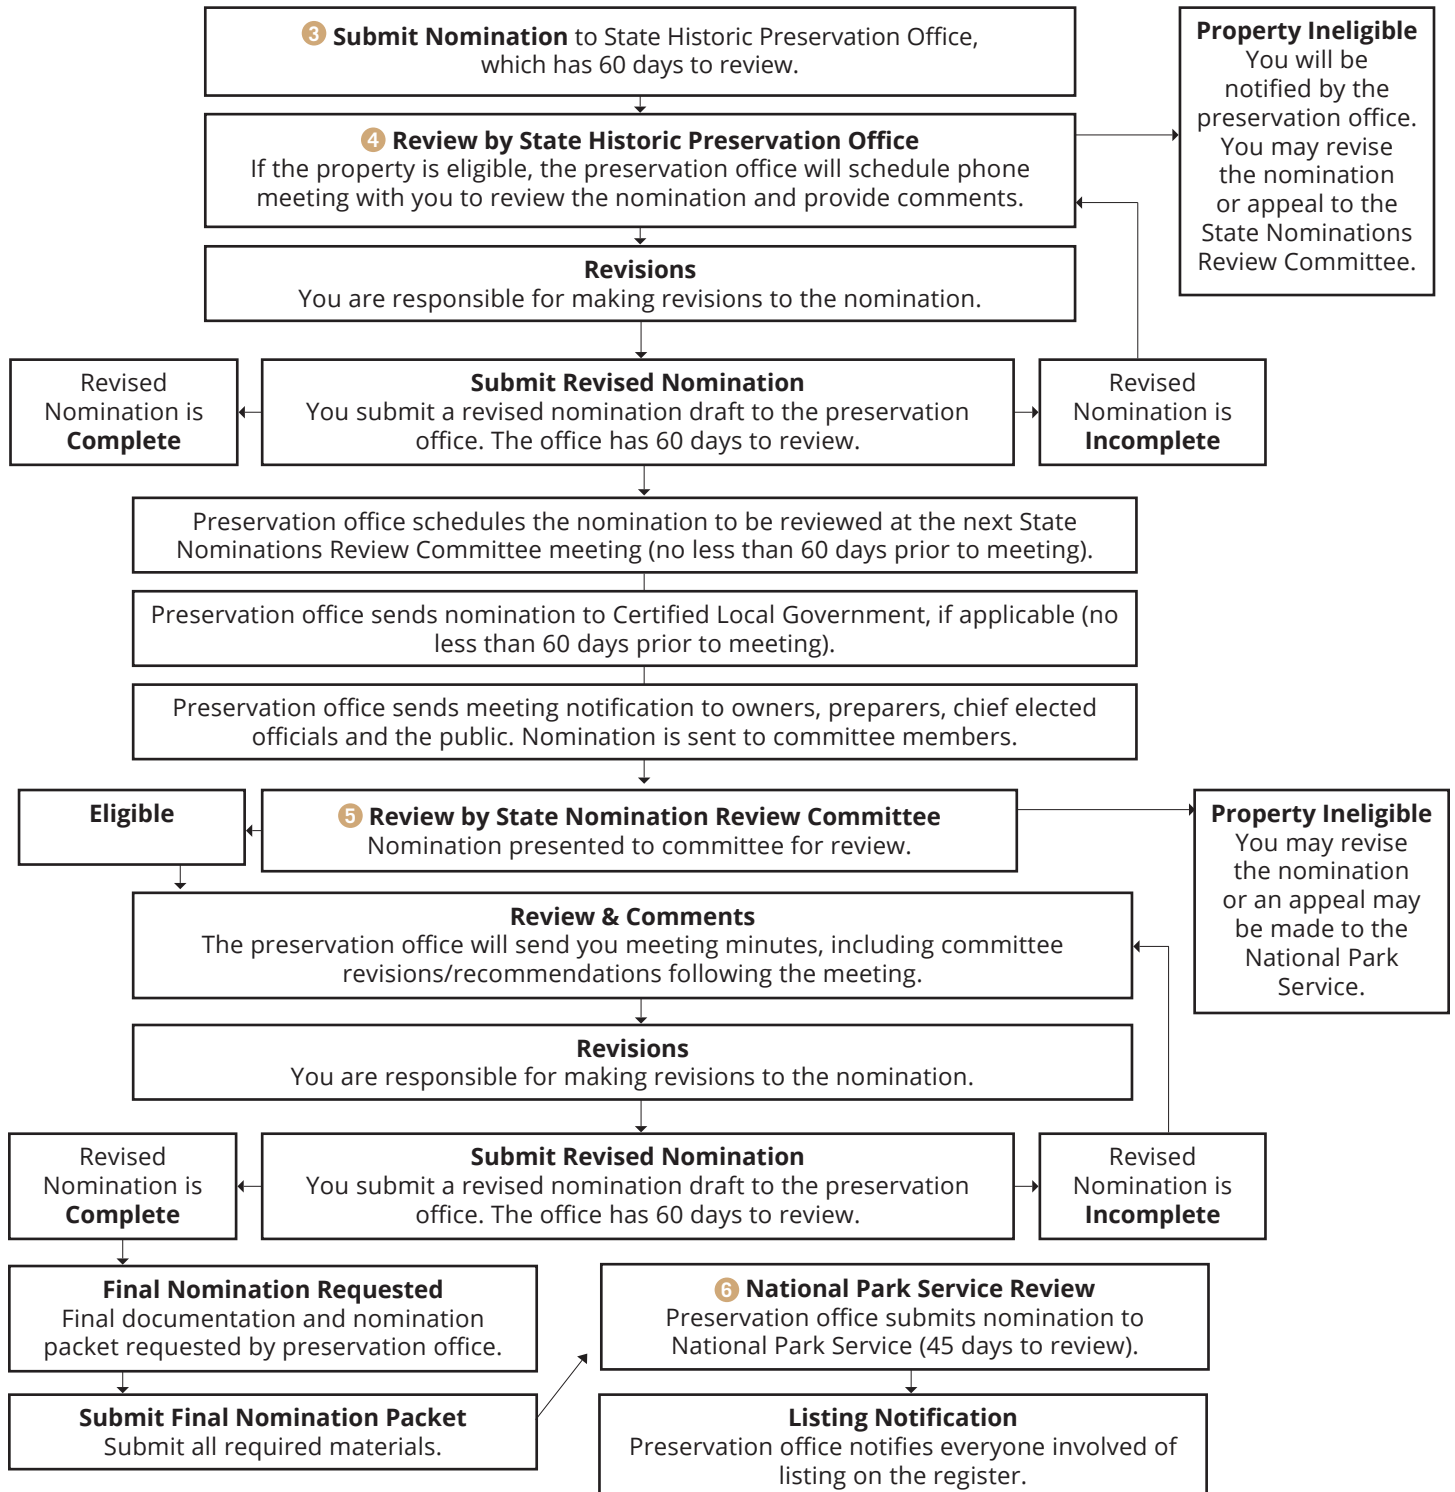 3 Submit Nomination to State Historic Preservation Office,
which has 60 days to review.
Property Ineligible
You will be
notified by the
preservation office.
You may revise
the nomination
or appeal to the
State Nominations
Review Committee.
4 Review by State Historic Preservation Office
If the property is eligible, the preservation office will schedule phone
meeting with you to review the nomination and provide comments.
Revisions
You are responsible for making revisions to the nomination.
Revised
Nomination is
Complete
Submit Revised Nomination
You submit a revised nomination draft to the preservation
office. The office has 60 days to review.
Revised
Nomination is
Incomplete
Preservation office schedules the nomination to be reviewed at the next State
Nominations Review Committee meeting (no less than 60 days prior to meeting).
Preservation office sends nomination to Certified Local Government, if applicable (no
less than 60 days prior to meeting).
Preservation office sends meeting notification to owners, preparers, chief elected
officials and the public. Nomination is sent to committee members.
Eligible
5 Review by State Nomination Review Committee
Nomination presented to committee for review.
Property Ineligible
You may revise
the nomination
or an appeal may
be made to the
National Park
Service.
Review & Comments
The preservation office will send you meeting minutes, including committee
revisions/recommendations following the meeting.
Revisions
You are responsible for making revisions to the nomination.
Revised
Nomination is
Complete
Submit Revised Nomination
You submit a revised nomination draft to the preservation
office. The office has 60 days to review.
Revised
Nomination is
Incomplete
Final Nomination Requested
Final documentation and nomination
packet requested by preservation office.
6 National Park Service Review
Preservation office submits nomination to
National Park Service (45 days to review).
Submit Final Nomination Packet
Submit all required materials.
Listing Notification
Preservation office notifies everyone involved of
listing on the register.